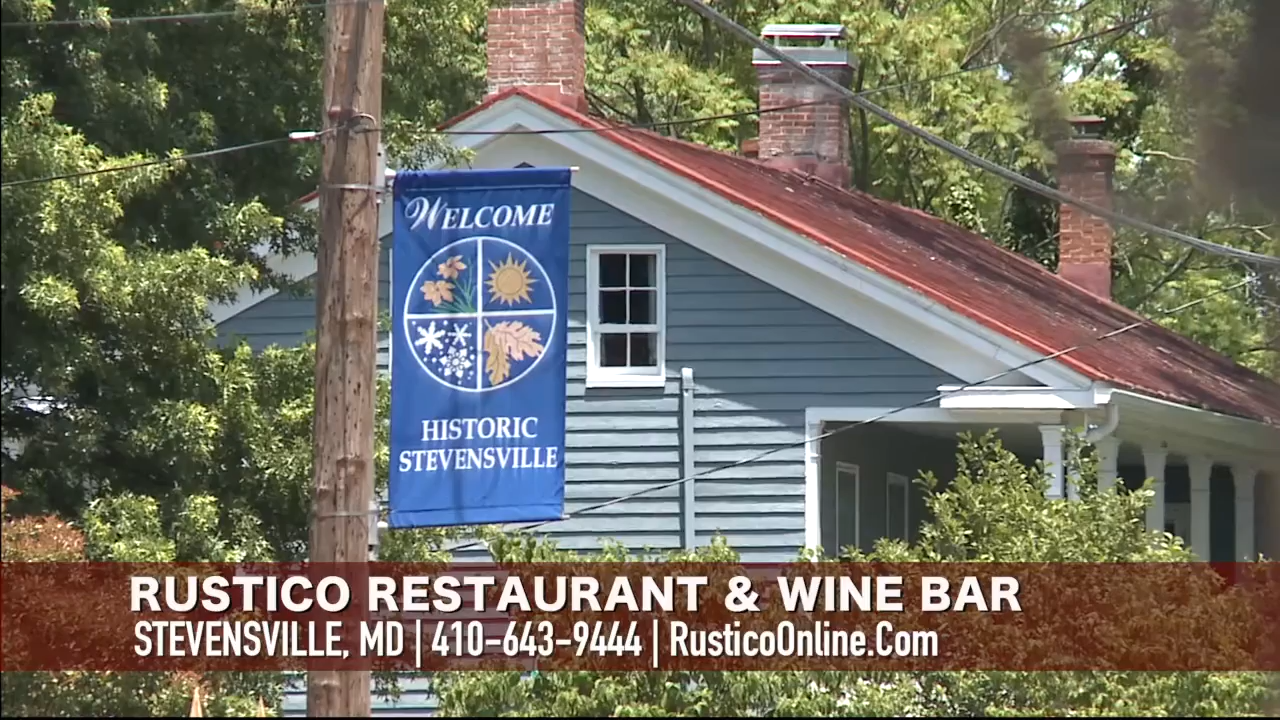 WELCOME
HISTORIC
STEVENSVILLE
RUSTICO RESTAURANT & WINE BAR
STEVENSVILLE, MD | 410-643-9444 | RusticoOnline.Com